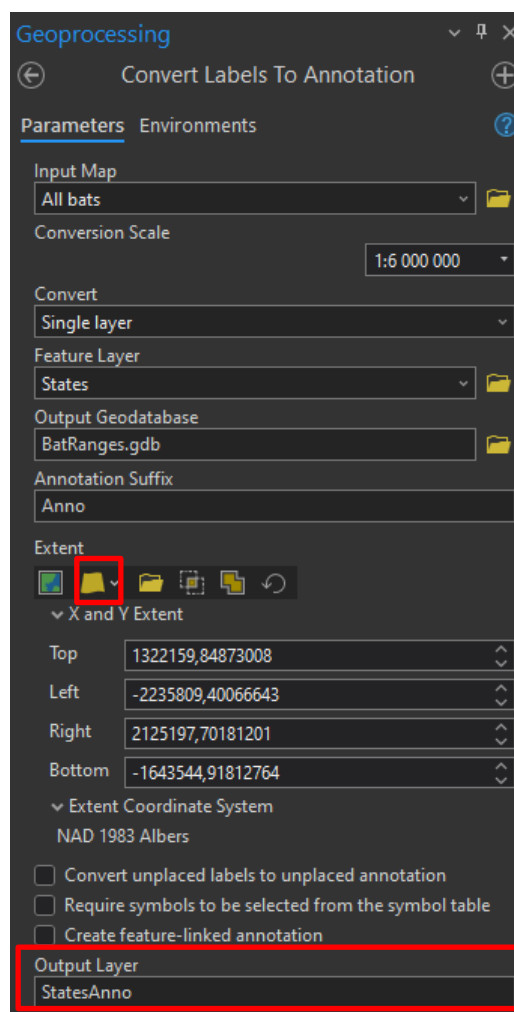 Geoprocessing
Convert Labels To Annotation
Parameters Environments
Input Map
All bats
Conversion Scale
1:6 000 000
Convert
Single layer
Feature Layer
States
Output Geodatabase
BatRanges.gdb
Annotation Suffix
Anno
Extent
X and Y Extent
Top 1322159,84873008
Left -2235809,40066643
Right 2125197,70181201
Bottom -1643544,91812764
Extent Coordinate System
NAD 1983 Albers
Convert unplaced labels to unplaced annotation
Require symbols to be selected from the symbol table
Create feature-linked annotation
Output Layer
StatesAnno